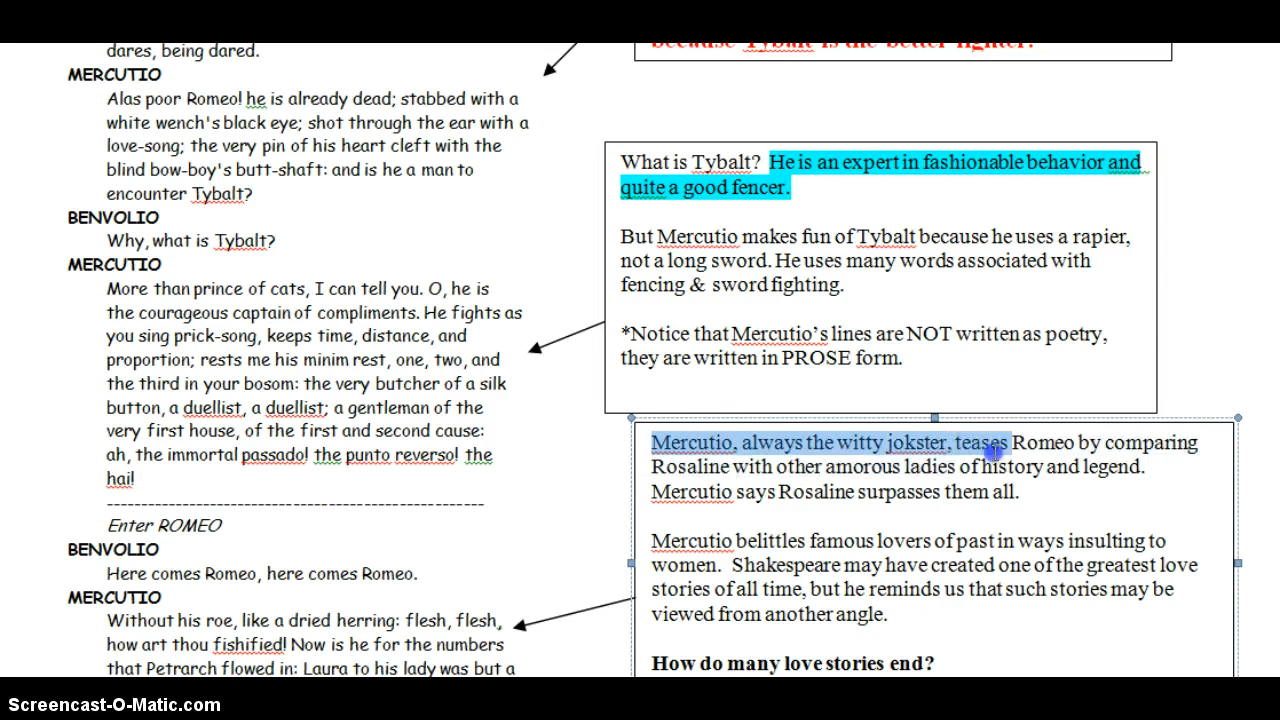 dares, being dared.
MERCUTIO
Alas poor Romeo! he is already dead; stabbed with a
white wench's black eye; shot through the ear with a
love-song; the very pin of his heart cleft with the
blind bow-boy's butt-shaft: and is he a man to
encounter Tybalt?
BENVOLIO
Why, what is Tybalt?
MERCUTIO
More than prince of cats, I can tell you. O, he is
the courageous captain of compliments. He fights as
you sing prick-song, keeps time, distance, and
proportion; rests me his minim rest, one, two, and
the third in your bosom: the very butcher of a silk
button, a duellist, a duellist; a gentleman of the
very first house, of the first and second cause:
ah, the immortal passado! the punto reverso! the
hai!
----------------------------------------------------
Enter ROMEO
BENVOLIO
Here comes Romeo, here comes Romeo.
MERCUTIO
Without his roe, like a dried herring: flesh, flesh,
how art thou fishified! Now is he for the numbers
that Petrarch flowed in: Laura to his lady was but a
because Tybalt is the better fighter.
What is Tybalt? He is an expert in fashionable behavior and
quite a good fencer.
But Mercutio makes fun of Tybalt because he uses a rapier,
not a long sword. He uses many words associated with
fencing & sword fighting.
*Notice that Mercutio's lines are NOT written as poetry,
they are written in PROSE form.
Mercutio, always the witty jokster, teases Romeo by comparing
Rosaline with other amorous ladies of history and legend.
Mercutio says Rosaline surpasses them all.
Mercutio belittles famous lovers of past in ways insulting to
women. Shakespeare may have created one of the greatest love
stories of all time, but he reminds us that such stories may be
viewed from another angle.
How do many love stories end?
Screencast-O-Matic.com